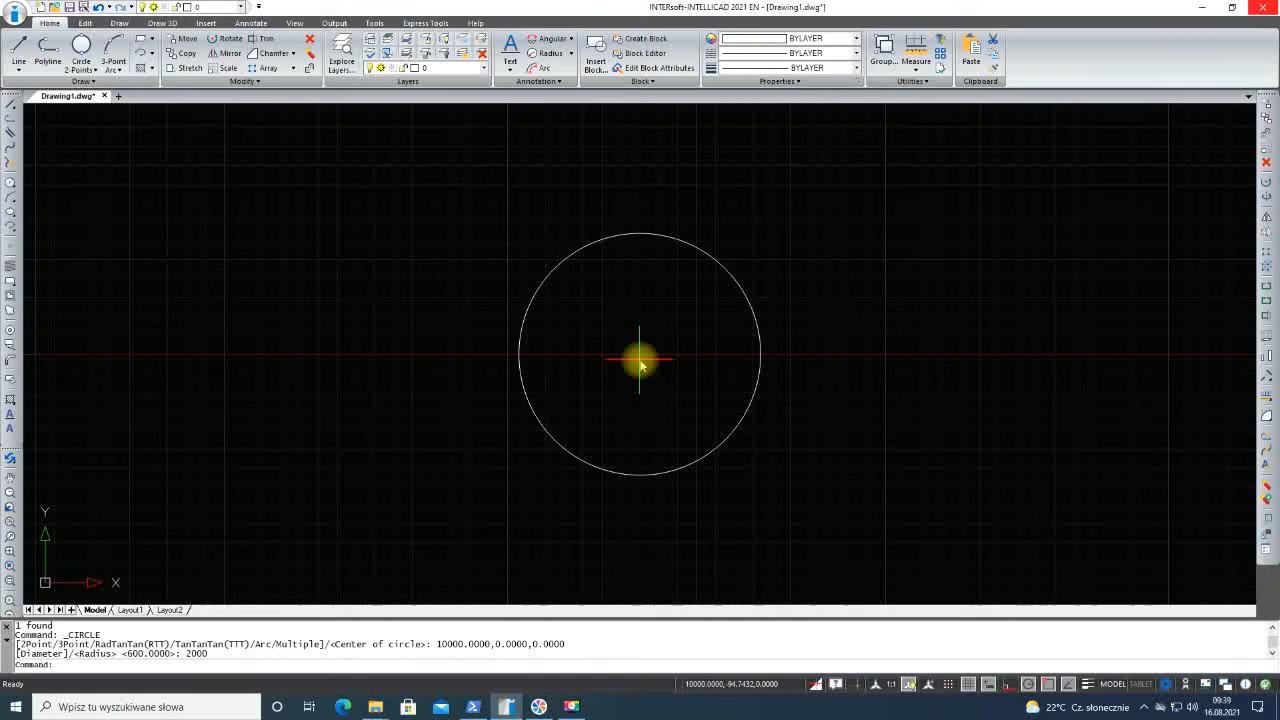 INTERsoft-INTELLICAD 2021 EN - [Drawing1.dwg*]
0
Home Edit Draw Draw 3D Insert Annotate View Output Tools Express Tools Help
Line
Polyline
Circle
2-Points
3-Point
Arc
Draw
Move Rotate Trim
Copy Mirror Chamfer
Stretch Scale Array
Modify
Explore
Layers...
0
Layers
Text
Angular
Radius
Arc
Annotation
Insert
Block...
Create Block
Block Editor
Edit Block Attributes
Block
BYLAYER
BYLAYER
BYLAYER
Properties
Group...
Measure
Utilities
Paste
Clipboard
Drawing1.dwg*
Y
X
Model Layout1 Layout2
1 found
Command: _CIRCLE
[2Point/3Point/RadTanTan(RTT)/TanTanTan(TTT)/Arc/Multiple]/<Center of circle>: 10000.0000,0.0000,0.0000
[Diameter]/<Radius> <600.0000>: 2000
Command:
Ready
10000.0000,-94.7432,0.0000
1:1
MODEL TABLET
Wpisz tu wyszukiwane słowa
22°C Cz. słonecznie
09:39
16.08.2021